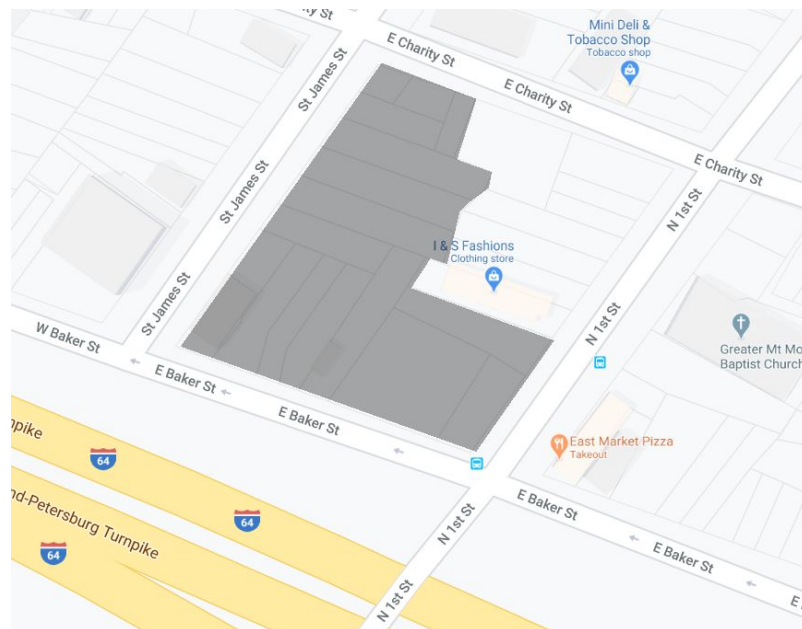 Mini Deli &
Tobacco Shop
Tobacco shop
E Charity St
E Charity St
E Charity St
St James St
St James St
St James St
N 1st St
I & S Fashions
Clothing store
N 1st St
W Baker St
E Baker St
E Baker St
Greater Mt Mo
Baptist Church
East Market Pizza
Takeout
npike
64
nd-Petersburg Turnpike
64
64
E Baker St
E Baker St
E
N 1st St
N 1st St